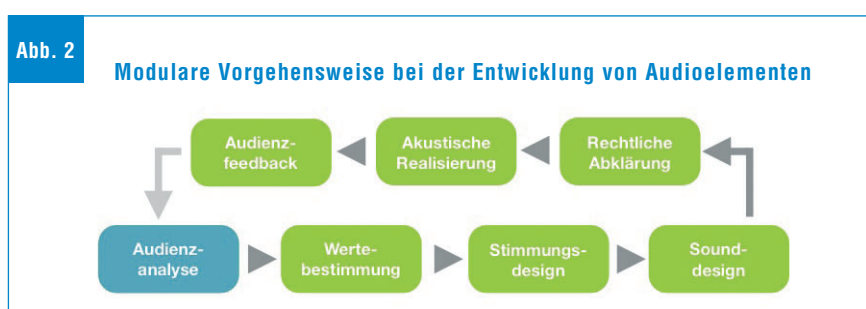 Abb. 2
Modulare Vorgehensweise bei der Entwicklung von Audioelementen
Audienz-
feedback
Akustische
Realisierung
Rechtliche
Abklärung
Audienz-
analyse
Werte-
bestimmung
Stimmungs-
design
Sound-
design